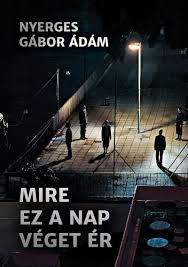 NYERGES
GÁBOR ÁDÁM
MIRE
EZ A NAP
VÉGET ÉR